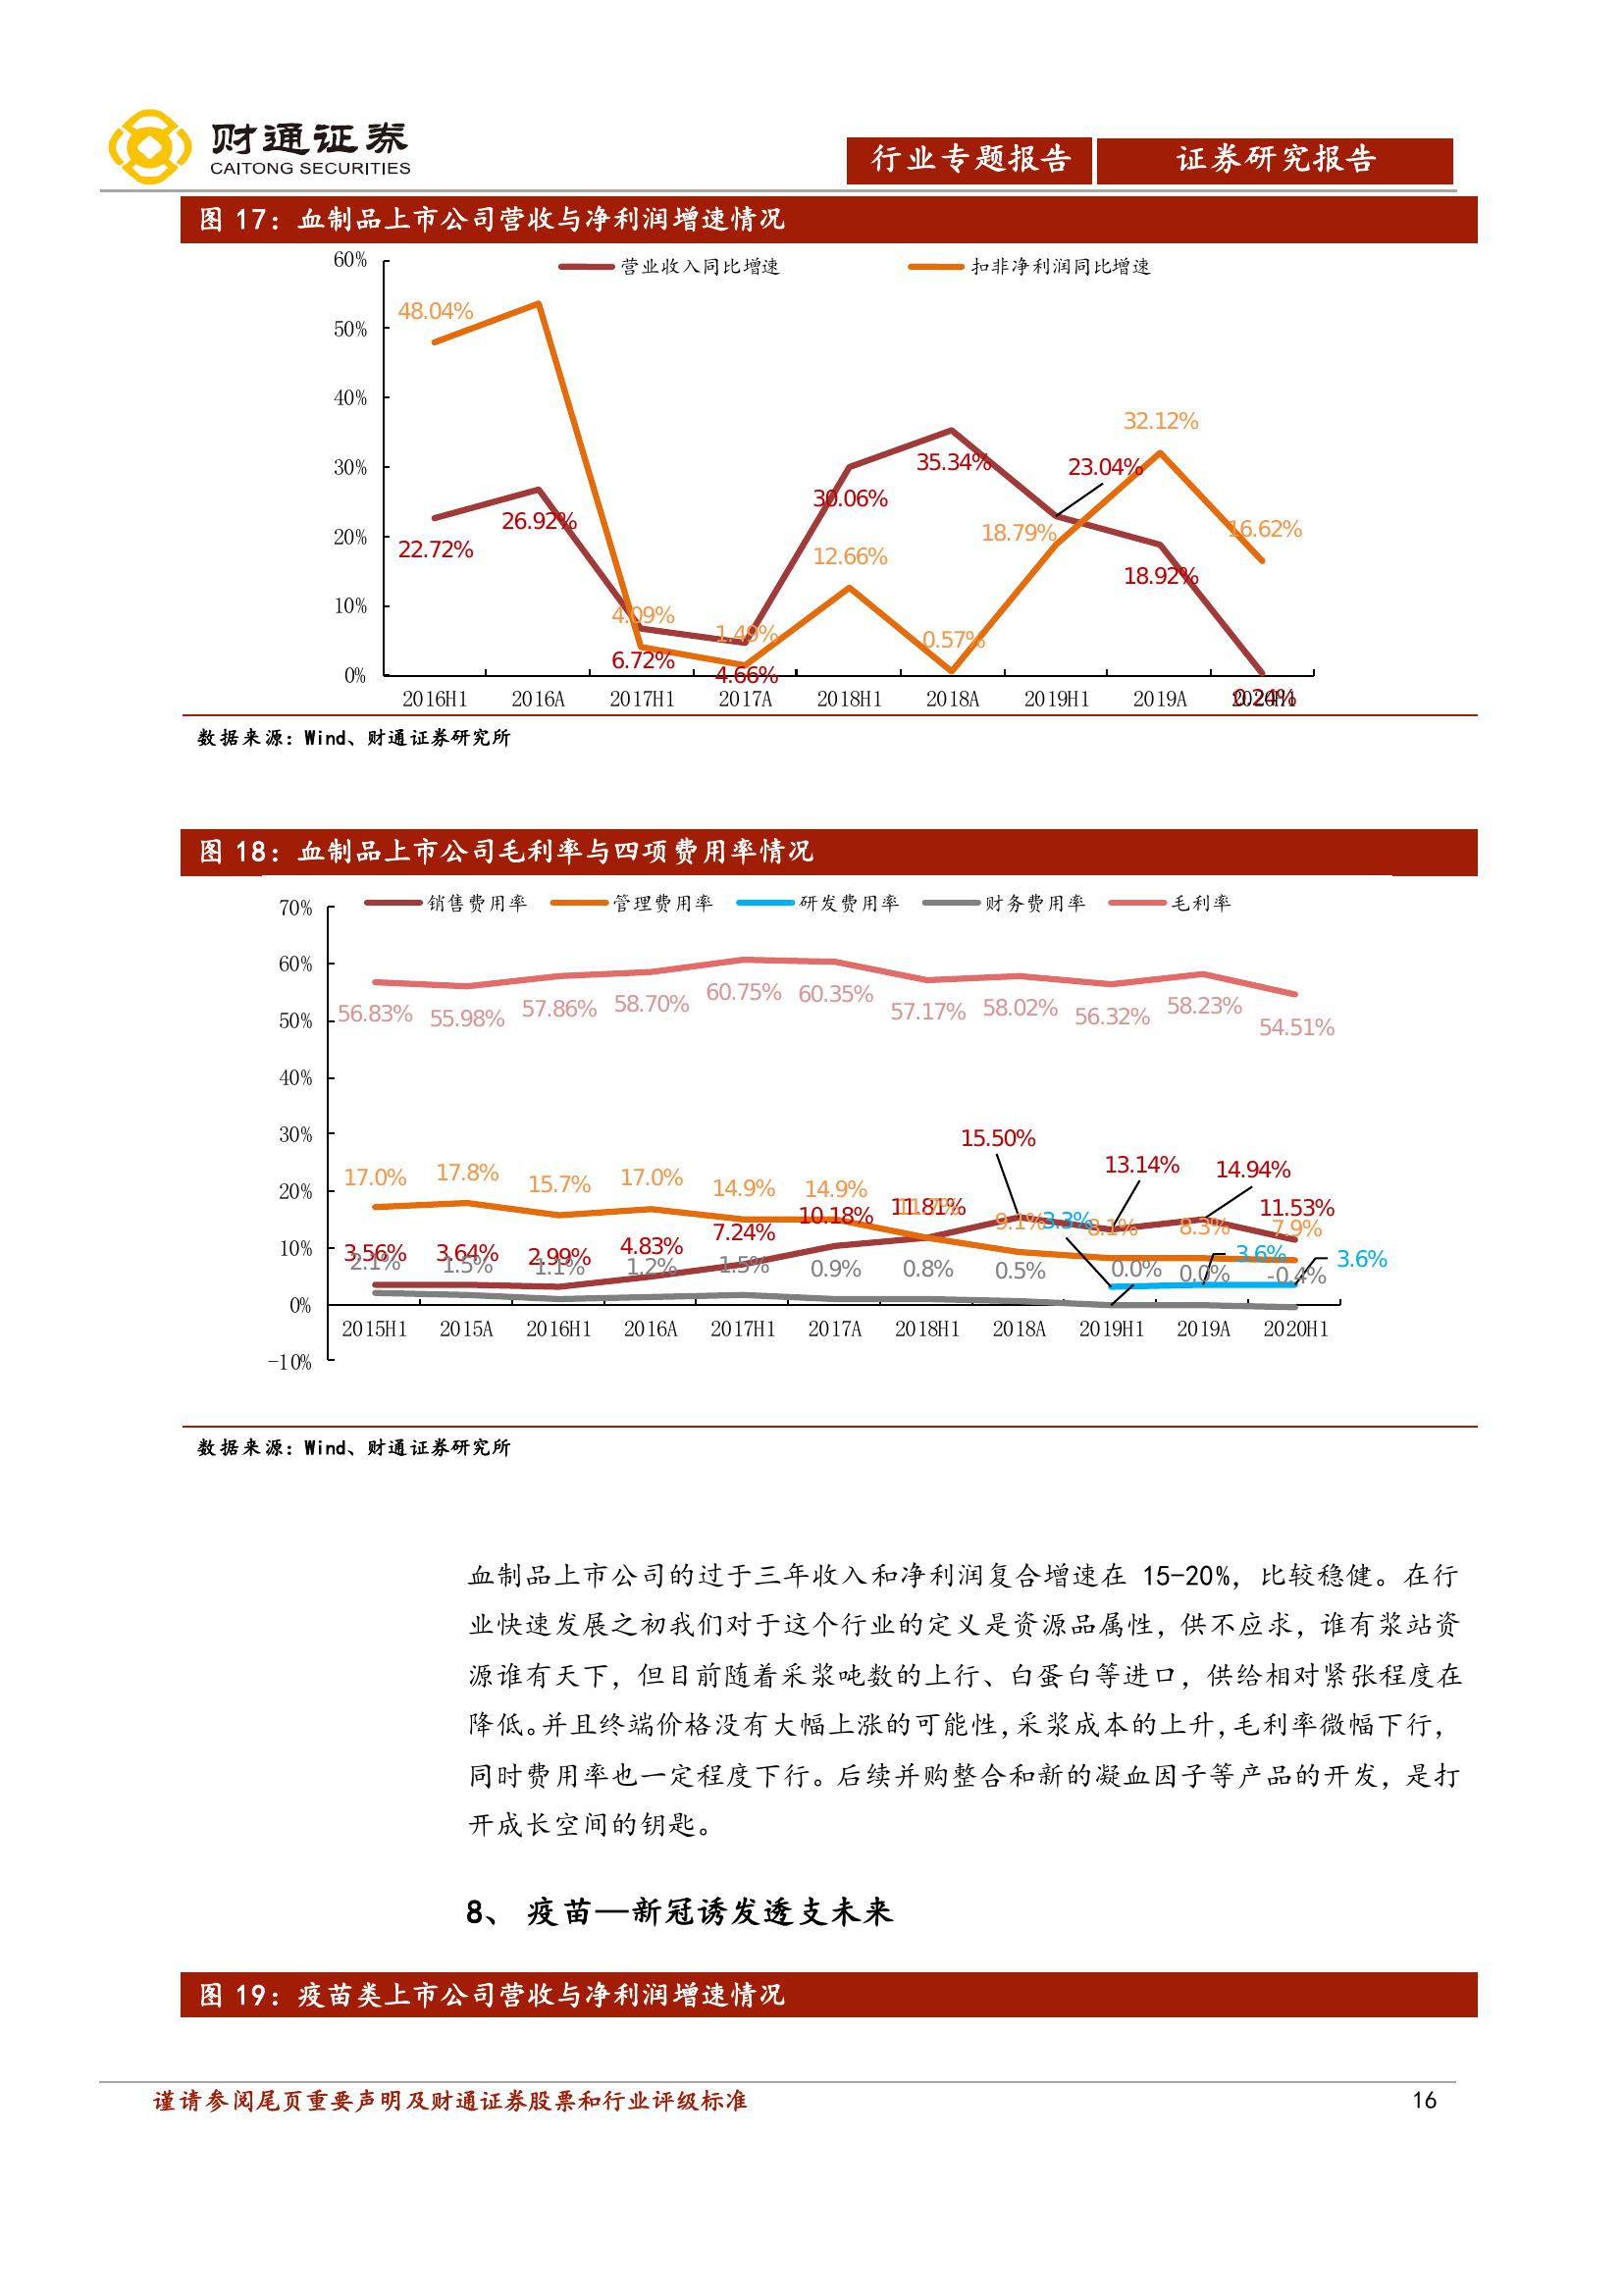 财通证券
CAITONG SECURITIES
行业专题报告 证券研究报告
图 17：血制品上市公司营收与净利润增速情况
营业收入同比增速 扣非净利润同比增速
60%
50%
40%
30%
20%
10%
0%
48.04%
4.09%
1.49%
12.66%
0.57%
18.79%
32.12%
16.62%
22.72%
26.92%
6.72%
4.66%
30.06%
35.34%
23.04%
18.92%
0.24%
2016H1 2016A 2017H1 2017A 2018H1 2018A 2019H1 2019A 2020H1
数据来源：Wind、财通证券研究所
图 18：血制品上市公司毛利率与四项费用率情况
销售费用率 管理费用率 研发费用率 财务费用率 毛利率
70%
60%
50%
40%
30%
20%
10%
0%
-10%
56.83% 55.98% 57.86% 58.70% 60.75% 60.35% 57.17% 58.02% 56.32% 58.23% 54.51%
17.0% 17.8% 15.7% 17.0% 14.9% 14.9% 11.7% 9.1% 8.1% 8.3% 7.9%
3.56% 3.64% 2.99% 4.83% 7.24% 10.18% 11.81% 15.50% 13.14% 14.94% 11.53%
3.3% 3.6% 3.6%
2.1% 1.5% 1.1% 1.2% 1.5% 0.9% 0.8% 0.5% 0.0% 0.0% -0.4%
2015H1 2015A 2016H1 2016A 2017H1 2017A 2018H1 2018A 2019H1 2019A 2020H1
数据来源：Wind、财通证券研究所
血制品上市公司的过于三年收入和净利润复合增速在 15-20%，比较稳健。在行
业快速发展之初我们对于这个行业的定义是资源品属性，供不应求，谁有浆站资
源谁有天下，但目前随着采浆吨数的上行、白蛋白等进口，供给相对紧张程度在
降低。并且终端价格没有大幅上涨的可能性，采浆成本的上升，毛利率微幅下行，
同时费用率也一定程度下行。后续并购整合和新的凝血因子等产品的开发，是打
开成长空间的钥匙。
8、 疫苗—新冠诱发透支未来
图 19：疫苗类上市公司营收与净利润增速情况
谨请参阅尾页重要声明及财通证券股票和行业评级标准 16